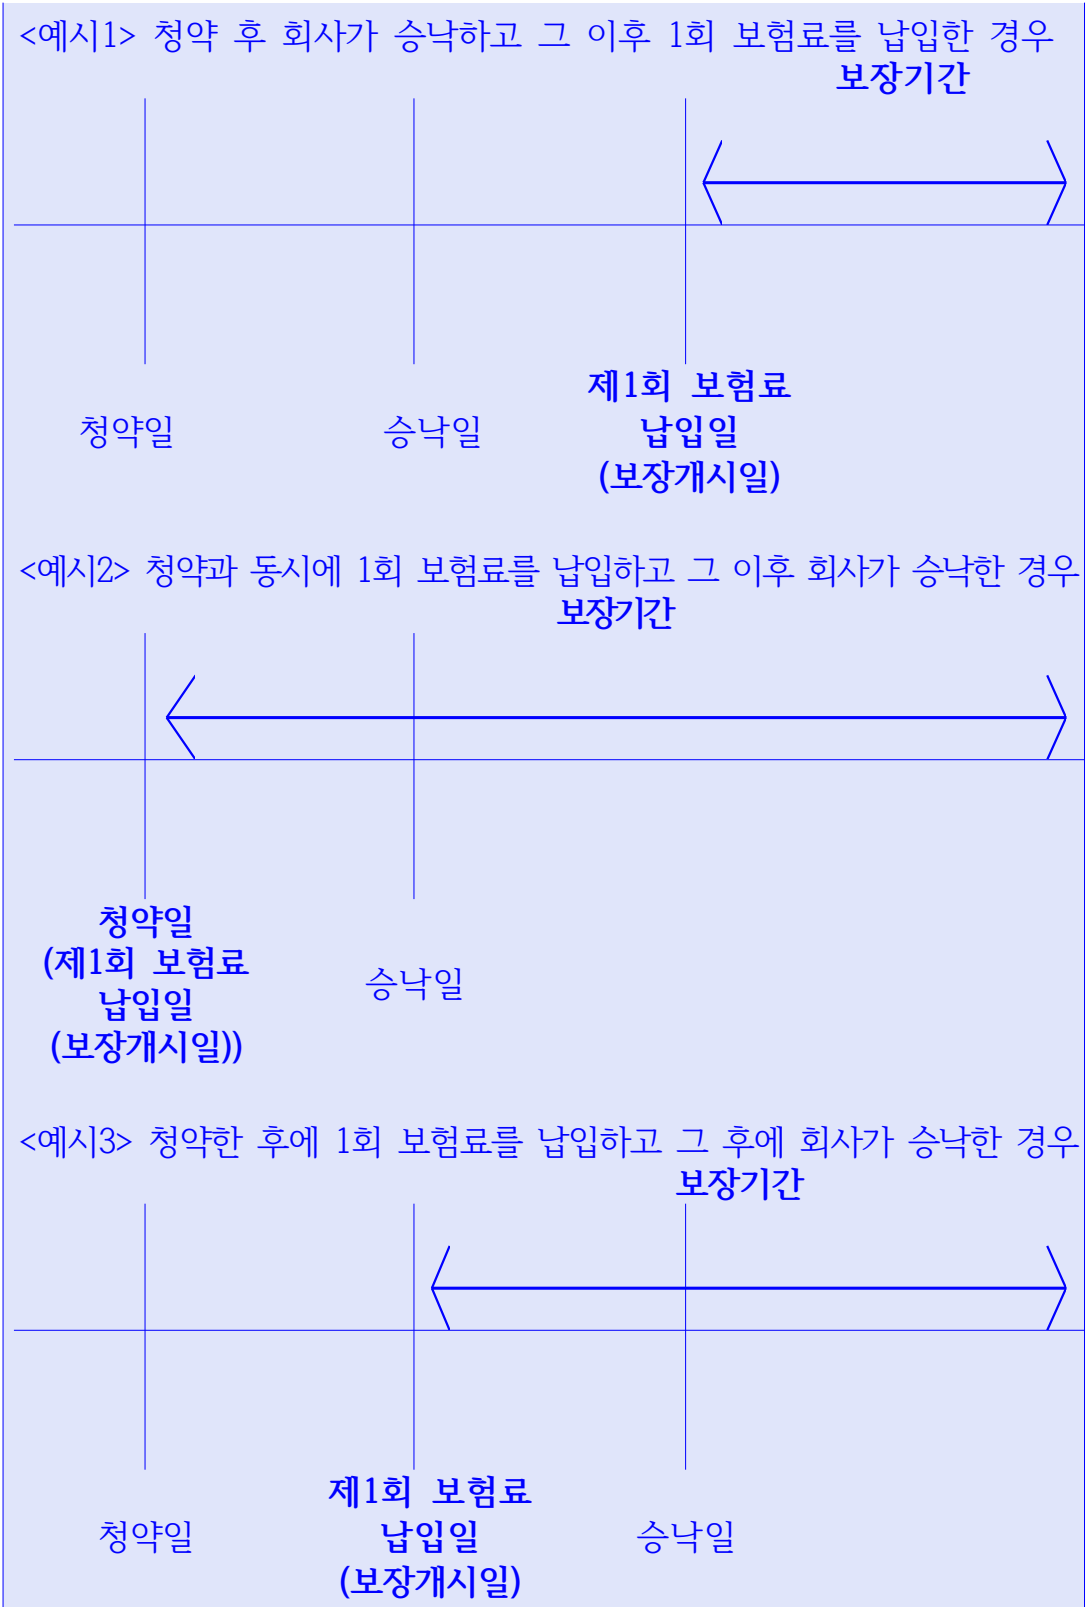 <예시1> 청약 후 회사가 승낙하고 그 이후 1회 보험료를 납입한 경우
보장기간
청약일
승낙일
제1회 보험료
납입일
(보장개시일)
<예시2> 청약과 동시에 1회 보험료를 납입하고 그 이후 회사가 승낙한 경우
보장기간
청약일
(제1회 보험료
납입일
(보장개시일))
승낙일
<예시3> 청약한 후에 1회 보험료를 납입하고 그 후에 회사가 승낙한 경우
보장기간
청약일
제1회 보험료
납입일
(보장개시일)
승낙일